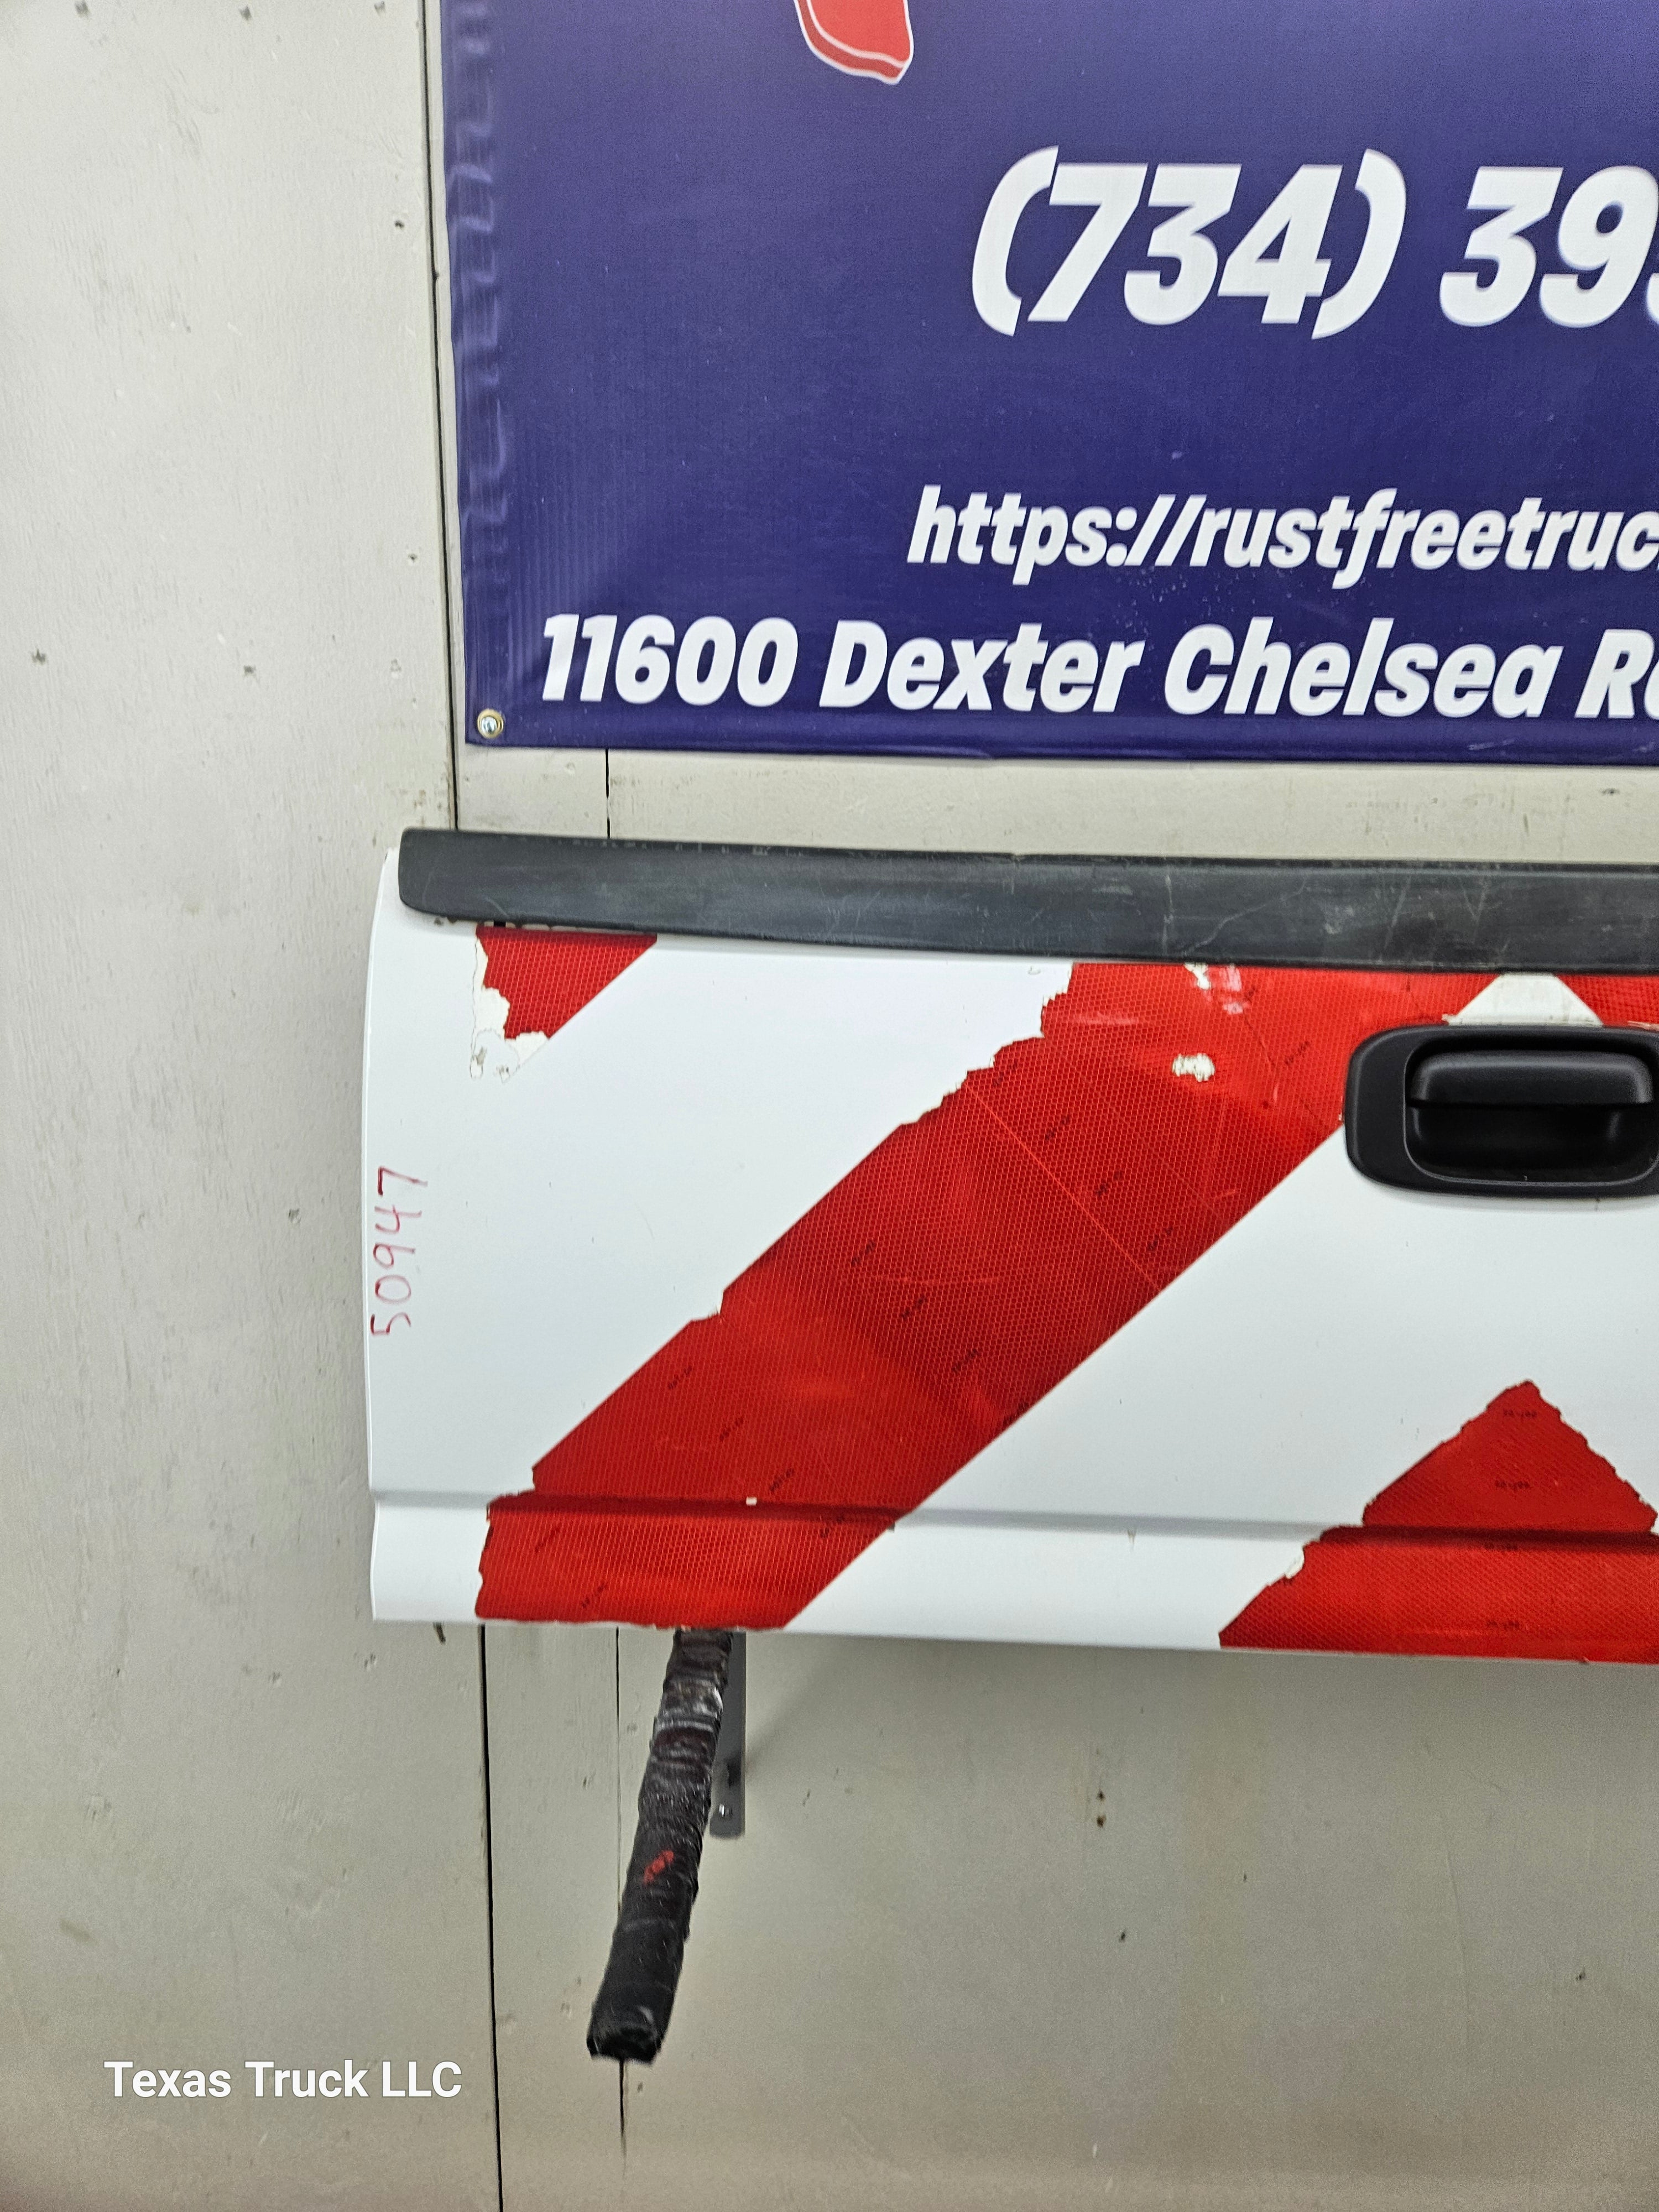 (734) 39
https://rustfreetruc
11600 Dexter Chelsea R
50947
Texas Truck LLC